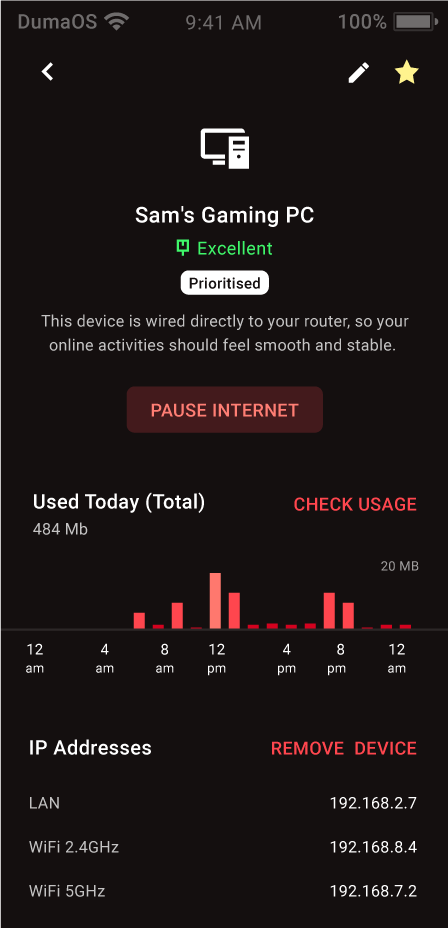 DumaOS 9:41 AM 100%
Sam's Gaming PC
Excellent
Prioritised
This device is wired directly to your router, so your
online activities should feel smooth and stable.
PAUSE INTERNET
Used Today (Total) CHECK USAGE
484 Mb
20 MB
12 4 8 12 4 8 12
am am am pm pm pm am
IP Addresses REMOVE DEVICE
LAN 192.168.2.7
WiFi 2.4GHz 192.168.8.4
WiFi 5GHz 192.168.7.2